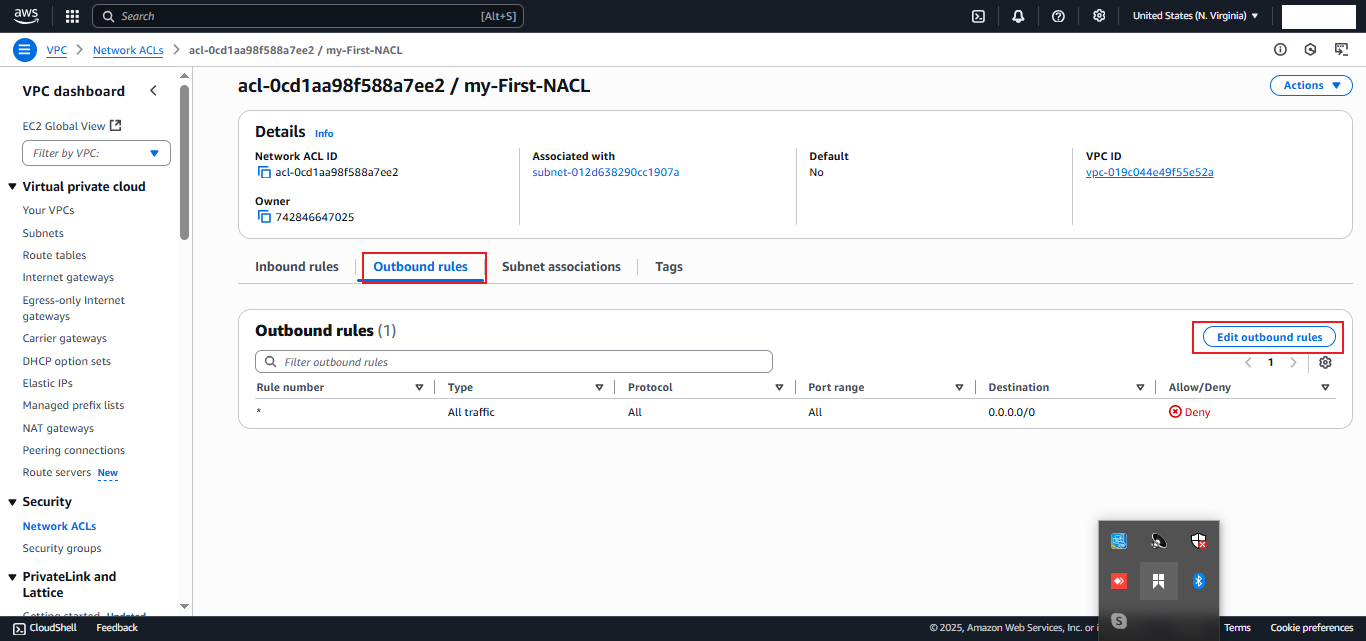 aws
Search [Alt+S]
United States (N. Virginia)
VPC > Network ACLs > acl-0cd1aa98f588a7ee2 / my-First-NACL
VPC dashboard
EC2 Global View
Filter by VPC:
Virtual private cloud
Your VPCs
Subnets
Route tables
Internet gateways
Egress-only Internet
gateways
Carrier gateways
DHCP option sets
Elastic IPs
Managed prefix lists
NAT gateways
Peering connections
Route servers New
Security
Network ACLs
Security groups
PrivateLink and
Lattice
Getting started Updated
acl-0cd1aa98f588a7ee2 / my-First-NACL
Actions
Details Info
Network ACL ID
acl-0cd1aa98f588a7ee2
Owner
742846647025
Associated with
subnet-012d638290cc1907a
Default
No
VPC ID
vpc-019c044e49f55e52a
Inbound rules Outbound rules Subnet associations Tags
Outbound rules (1)
Edit outbound rules
Filter outbound rules
1
Rule number Type Protocol Port range Destination Allow/Deny
* All traffic All All 0.0.0.0/0 Deny
S
CloudShell Feedback © 2025, Amazon Web Services, Inc. or Terms Cookie preferences